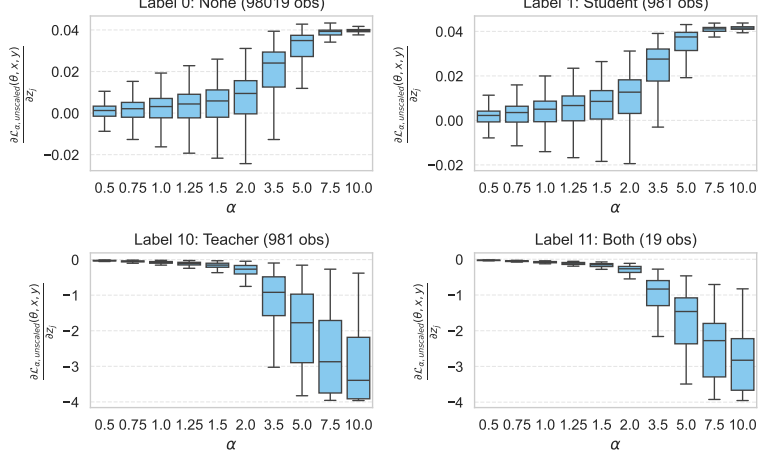 Label 0: None (98019 obs)
0.04
0.02
0.00
−0.02
∂ℒα, unscaled(θ, x, y)
∂zj
0.5 0.75 1.0 1.25 1.5 2.0 3.5 5.0 7.5 10.0
α
Label 1: Student (981 obs)
0.04
0.02
0.00
−0.02
∂ℒα, unscaled(θ, x, y)
∂zj
0.5 0.75 1.0 1.25 1.5 2.0 3.5 5.0 7.5 10.0
α
Label 10: Teacher (981 obs)
0
−1
−2
−3
−4
∂ℒα, unscaled(θ, x, y)
∂zj
0.5 0.75 1.0 1.25 1.5 2.0 3.5 5.0 7.5 10.0
α
Label 11: Both (19 obs)
0
−1
−2
−3
−4
∂ℒα, unscaled(θ, x, y)
∂zj
0.5 0.75 1.0 1.25 1.5 2.0 3.5 5.0 7.5 10.0
α